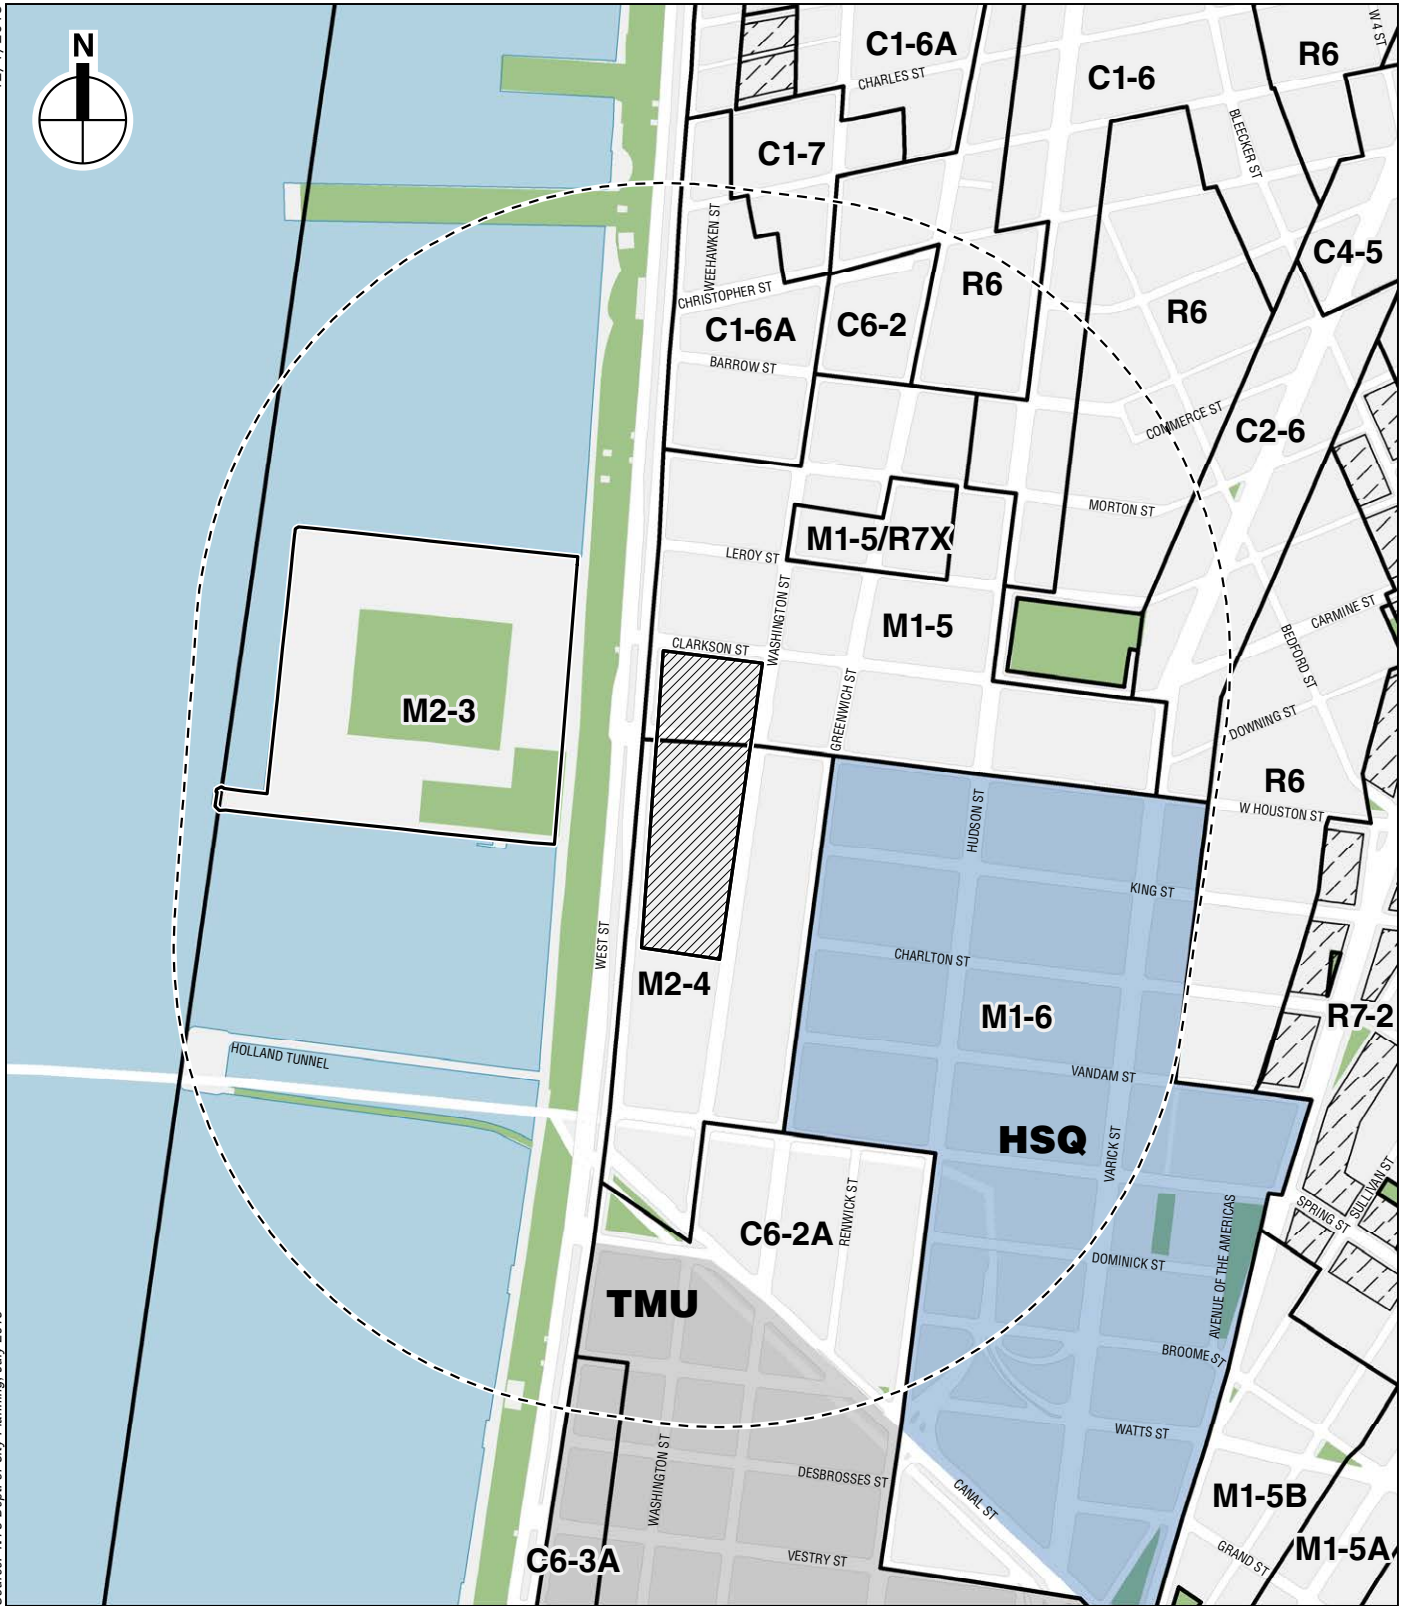 N
C1-6A
CHARLES ST
C1-6
R6
W 4 ST
BLEECKER ST
C1-7
WEEHAWKEN ST
CHRISTOPHER ST
C1-6A
C6-2
R6
R6
C4-5
BARROW ST
COMMERCE ST
C2-6
MORTON ST
M1-5/R7X
LEROY ST
WASHINGTON ST
M1-5
CARMINE ST
BEDFORD ST
CLARKSON ST
GREENWICH ST
M2-3
DOWNING ST
R6
W HOUSTON ST
HUDSON ST
KING ST
WEST ST
CHARLTON ST
M2-4
M1-6
R7-2
HOLLAND TUNNEL
VANDAM ST
HSQ
VARICK ST
SULLIVAN ST
SPRING ST
RENWICK ST
C6-2A
AVENUE OF THE AMERICAS
DOMINICK ST
TMU
BROOME ST
WATTS ST
WASHINGTON ST
DESBROSSES ST
CANAL ST
M1-5B
VESTRY ST
C6-3A
GRAND ST
M1-5A